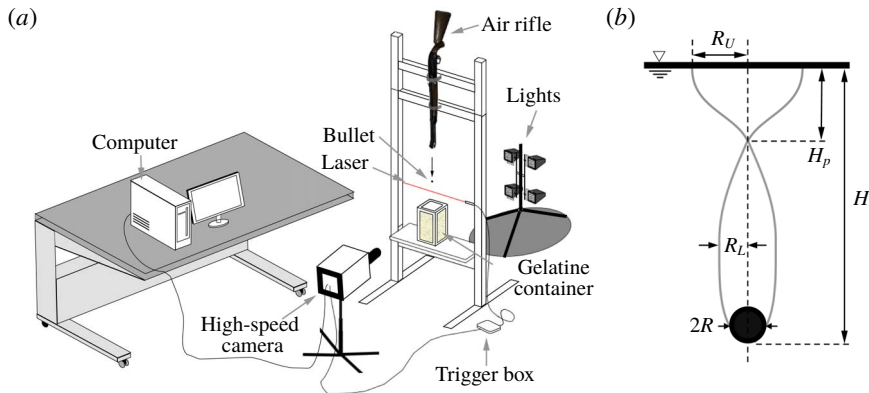 (a)
Air rifle
Lights
Computer
Bullet
Laser
Gelatine
container
High-speed
camera
Trigger box
(b)
R_U
H_p
H
R_L
2R